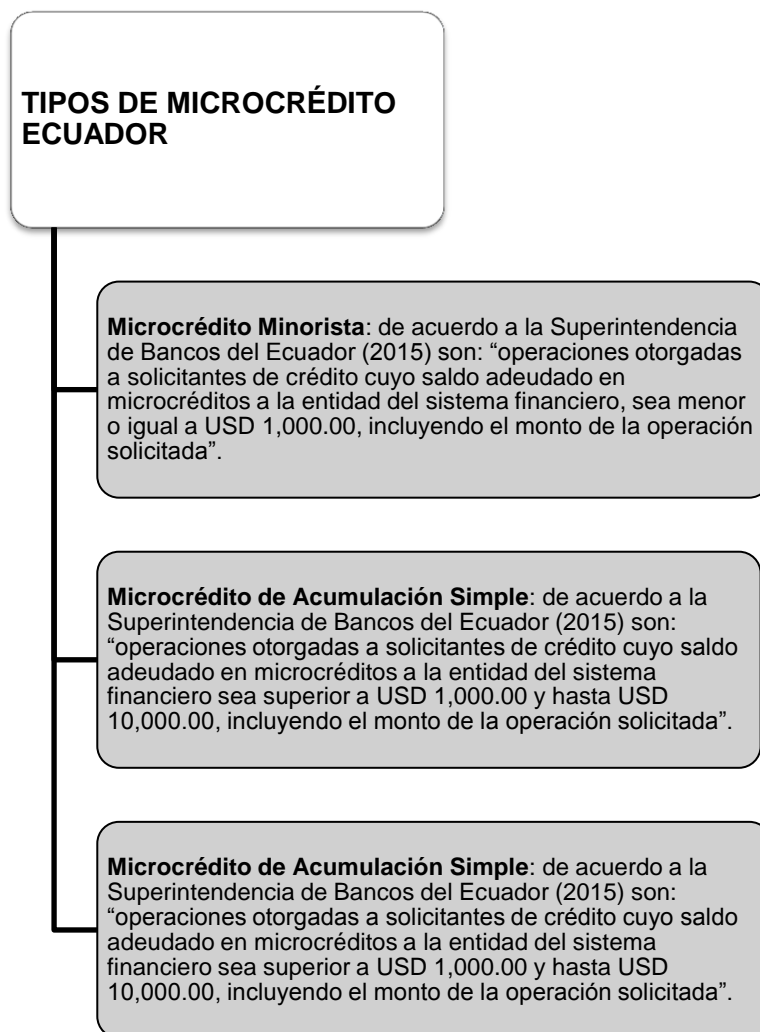 TIPOS DE MICROCRÉDITO
ECUADOR
Microcrédito Minorista: de acuerdo a la Superintendencia
de Bancos del Ecuador (2015) son: “operaciones otorgadas
a solicitantes de crédito cuyo saldo adeudado en
microcréditos a la entidad del sistema financiero, sea menor
o igual a USD 1,000.00, incluyendo el monto de la operación
solicitada”.
Microcrédito de Acumulación Simple: de acuerdo a la
Superintendencia de Bancos del Ecuador (2015) son:
“operaciones otorgadas a solicitantes de crédito cuyo saldo
adeudado en microcréditos a la entidad del sistema
financiero sea superior a USD 1,000.00 y hasta USD
10,000.00, incluyendo el monto de la operación solicitada”.
Microcrédito de Acumulación Simple: de acuerdo a la
Superintendencia de Bancos del Ecuador (2015) son:
“operaciones otorgadas a solicitantes de crédito cuyo saldo
adeudado en microcréditos a la entidad del sistema
financiero sea superior a USD 1,000.00 y hasta USD
10,000.00, incluyendo el monto de la operación solicitada”.